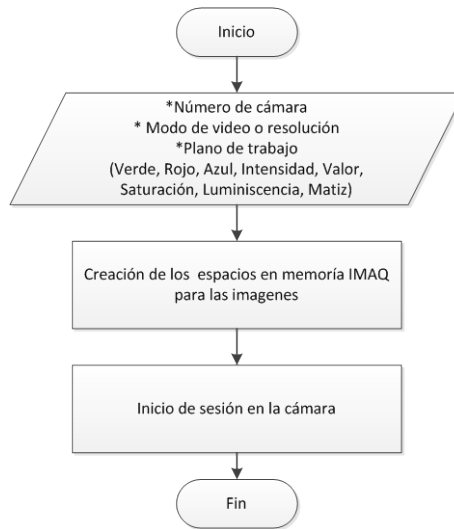 Inicio
*Número de cámara
* Modo de video o resolución
*Plano de trabajo
(Verde, Rojo, Azul, Intensidad, Valor,
Saturación, Luminiscencia, Matiz)
Creación de los  espacios en memoría IMAQ
para las imagenes
Inicio de sesión en la cámara
Fin